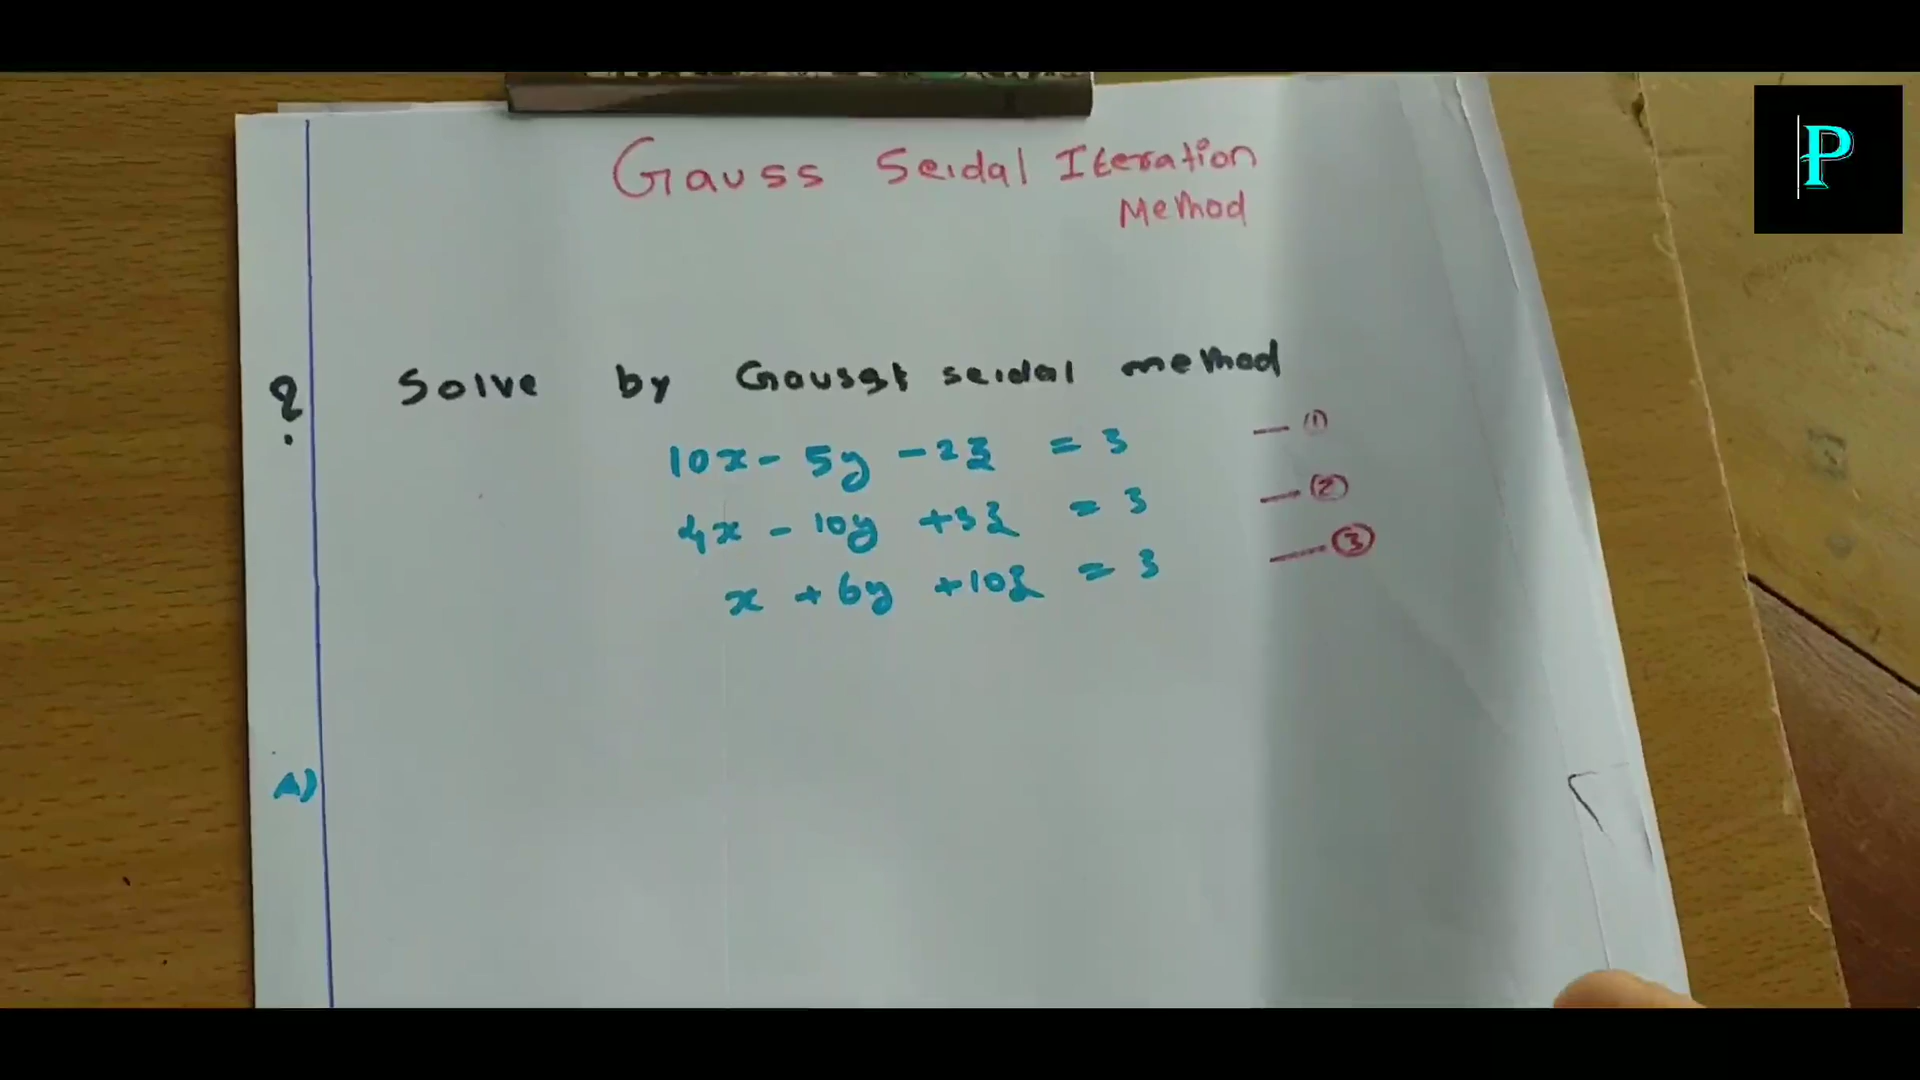 P
Gauss Seidal Iteration
Method
? Solve by Gausst seidal method
10x - 5y - 2z = 3 — ①
4x - 10y + 3z = 3 — ②
x + 6y + 10z = 3 — ③
A)